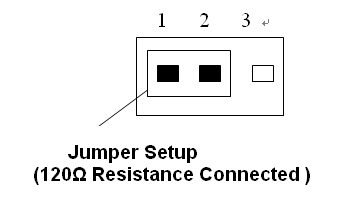 1 2 3 ↵
Jumper Setup
(120Ω Resistance Connected )